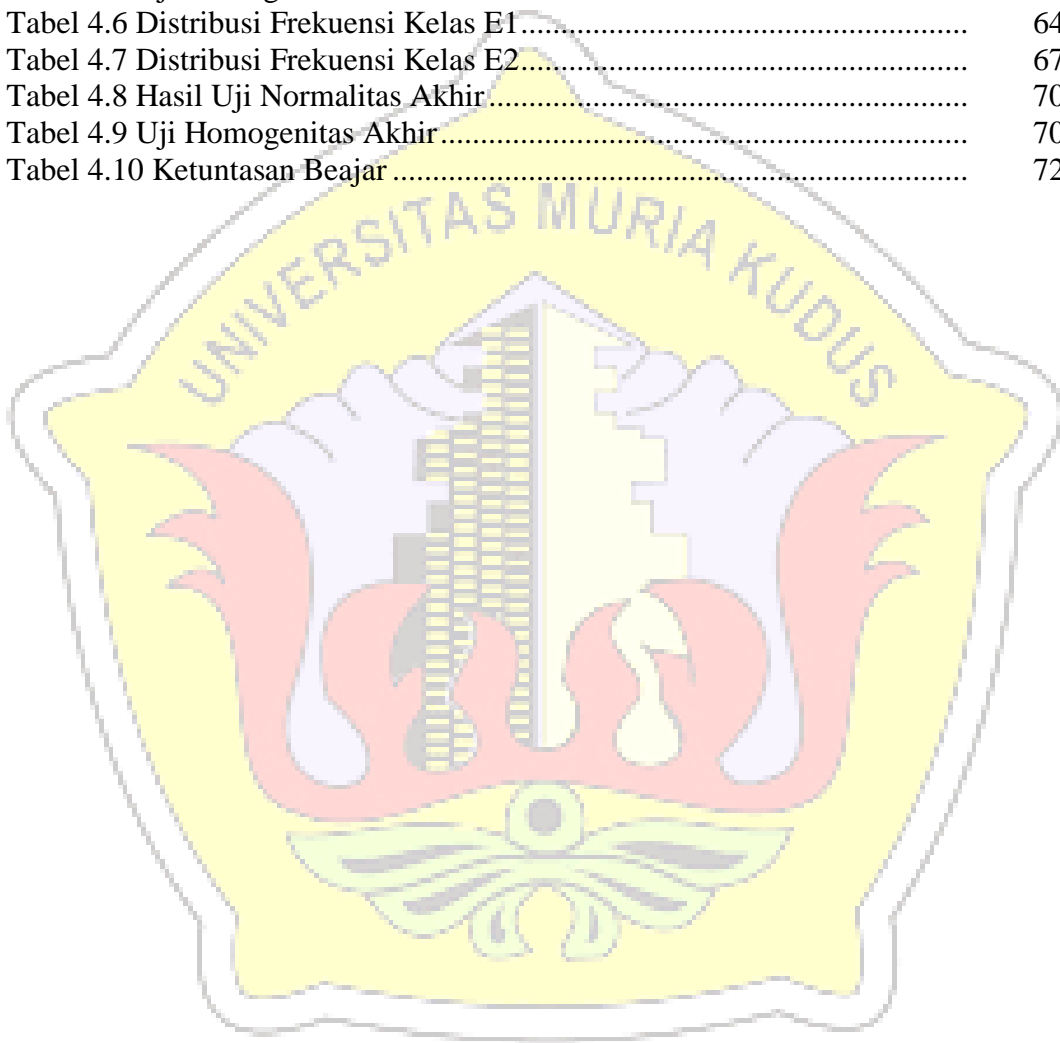 Tabel 4.6 Distribusi Frekuensi Kelas E1.................................................. 64
Tabel 4.7 Distribusi Frekuensi Kelas E2.................................................. 67
Tabel 4.8 Hasil Uji Normalitas Akhir...................................................... 70
Tabel 4.9 Uji Homogenitas Akhir........................................................... 70
Tabel 4.10 Ketuntasan Beajar ................................................................ 72
UNIVERSITAS MURIA KUDUS